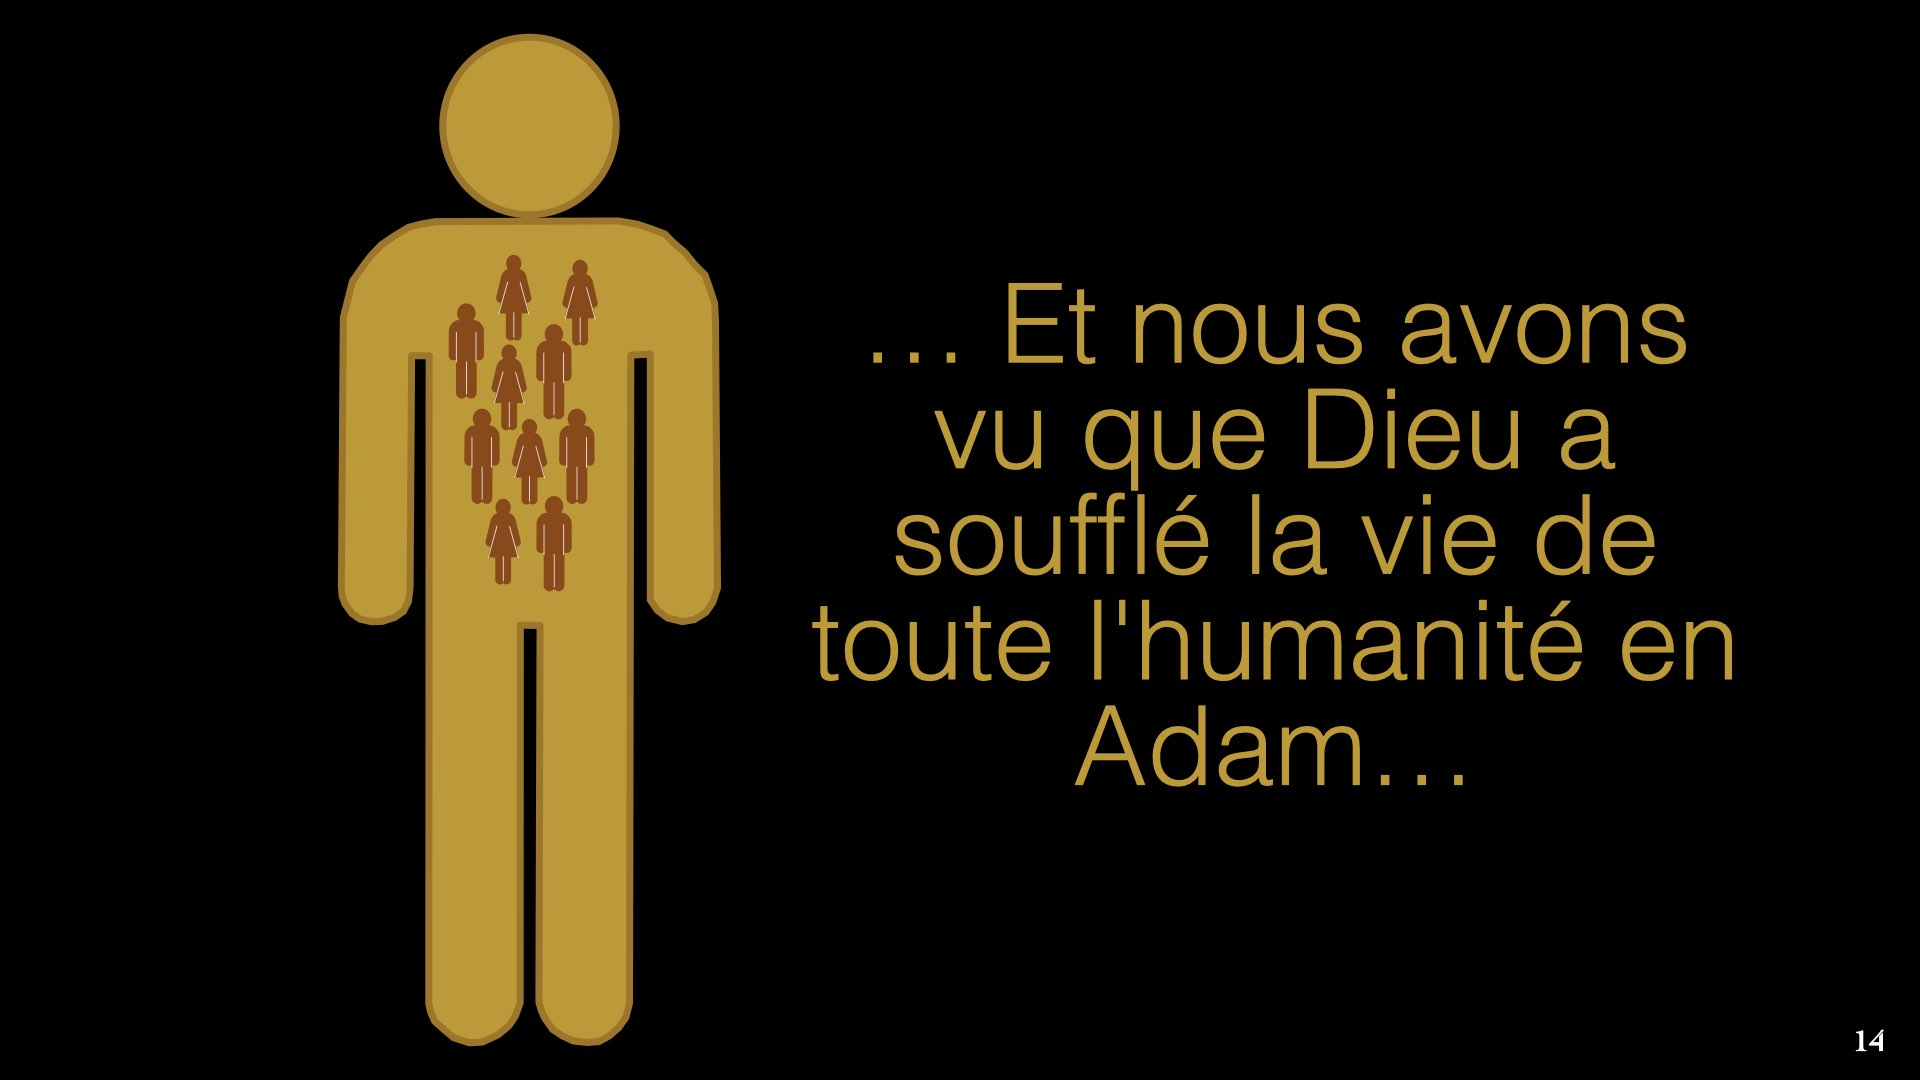 … Et nous avons
vu que Dieu a
soufflé la vie de
toute l'humanité en
Adam…
14